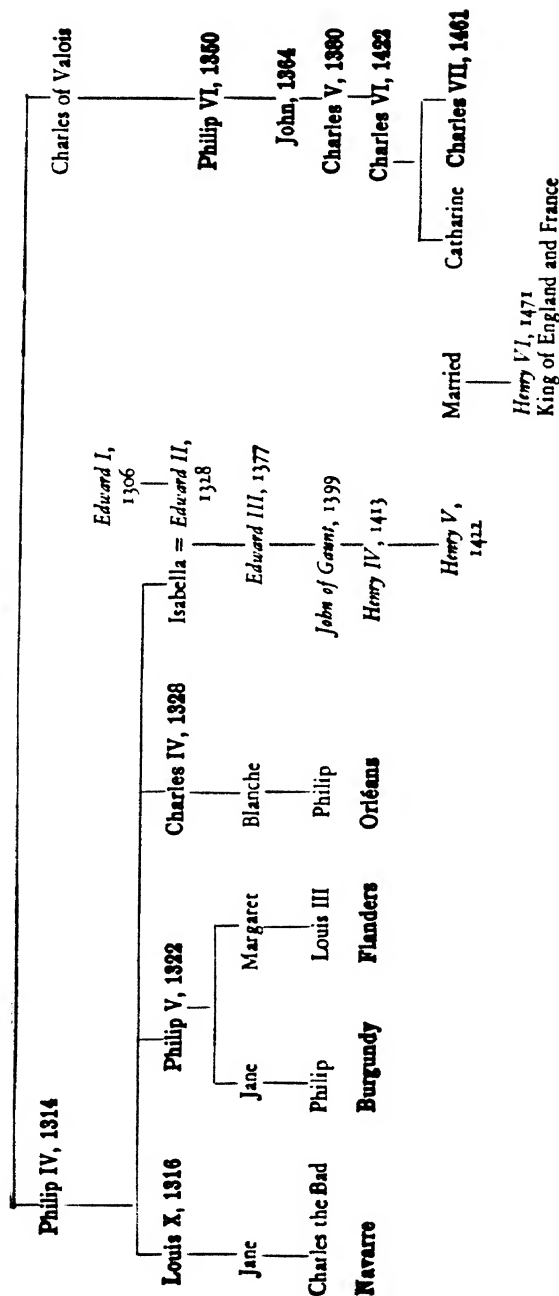 Philip IV, 1314
Charles of Valois
Edward I,
1306
Louis X, 1316
Philip V, 1322
Charles IV, 1328
Isabella = Edward II,
1328
Philip VI, 1350
Jane
Jane
Margaret
Blanche
Edward III, 1377
John, 1364
Charles the Bad
Philip
Louis III
Philip
John of Gaunt, 1399
Charles V, 1380
Navarre
Burgundy
Flanders
Orléans
Henry IV, 1413
Charles VI, 1422
Henry V,
1422
Married
Catharine
Charles VII, 1461
Henry VI, 1471
King of England and France